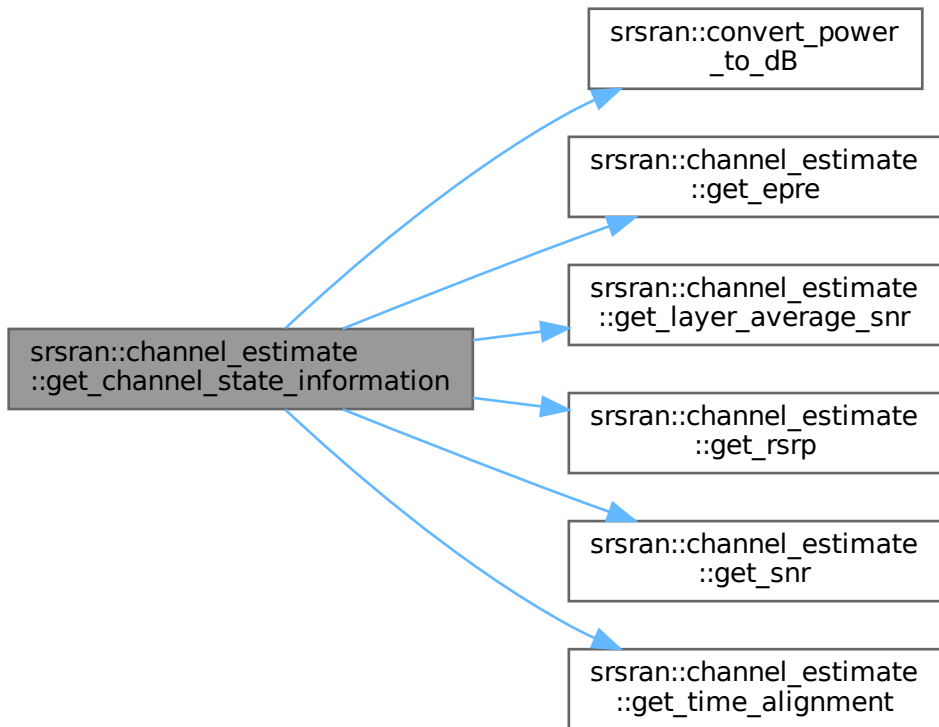 srsran::convert_power
_to_dB
srsran::channel_estimate
::get_epre
srsran::channel_estimate
::get_layer_average_snr
srsran::channel_estimate
::get_channel_state_information
srsran::channel_estimate
::get_rsrp
srsran::channel_estimate
::get_snr
srsran::channel_estimate
::get_time_alignment